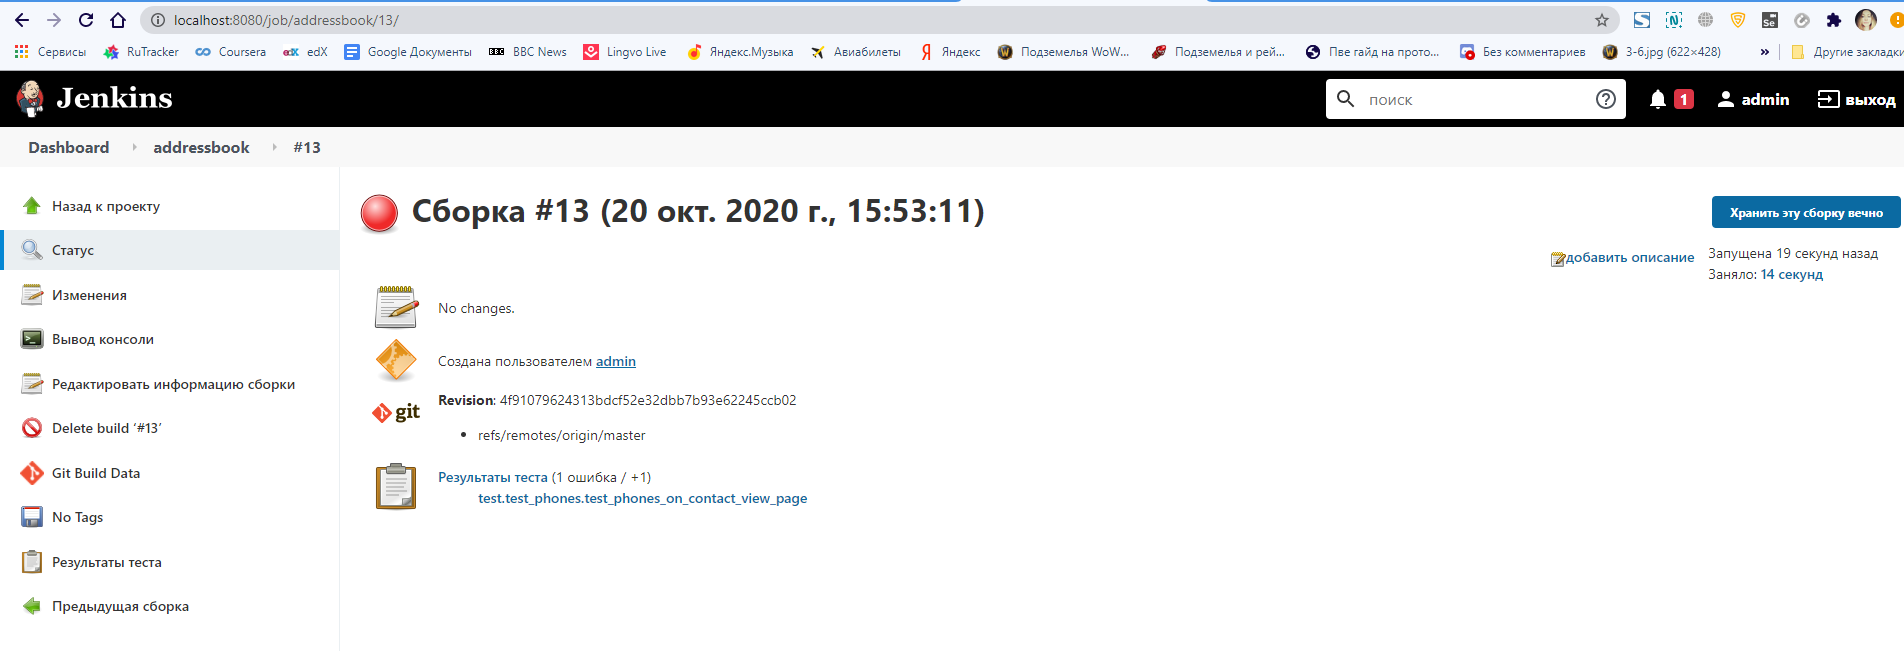 localhost:8080/job/addressbook/13/
Сервисы RuTracker Coursera edX Google Документы BBC News Lingvo Live Яндекс.Музыка Авиабилеты Яндекс Подземелья WoW... Подземелья и рей... Пве гайд на прото... Без комментариев 3-6.jpg (622×428) » Другие закладки
Jenkins поиск 1 admin выход
Dashboard addressbook #13
Назад к проекту
Статус
Изменения
Вывод консоли
Редактировать информацию сборки
Delete build ‘#13’
Git Build Data
No Tags
Результаты теста
Предыдущая сборка
Сборка #13 (20 окт. 2020 г., 15:53:11)
Хранить эту сборку вечно
добавить описание
Запущена 19 секунд назад
Заняло: 14 секунд
No changes.
Создана пользователем admin
git
Revision: 4f91079624313bdcf52e32dbb7b93e62245ccb02
• refs/remotes/origin/master
Результаты теста (1 ошибка / +1)
test.test_phones.test_phones_on_contact_view_page